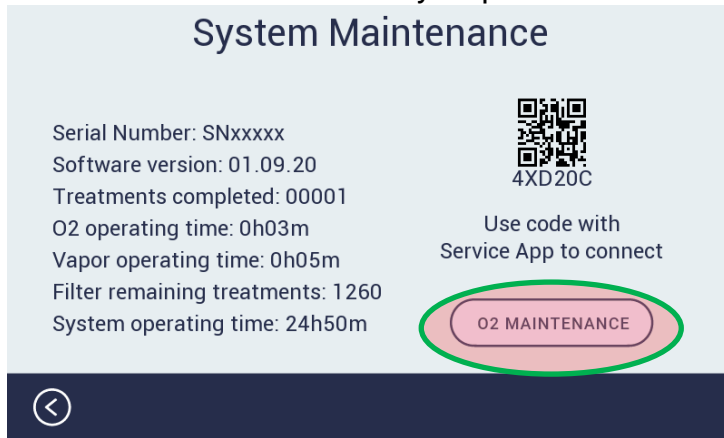 System Maintenance
Serial Number: SNxxxxx
Software version: 01.09.20
Treatments completed: 00001
O2 operating time: 0h03m
Vapor operating time: 0h05m
Filter remaining treatments: 1260
System operating time: 24h50m
4XD20C
Use code with
Service App to connect
O2 MAINTENANCE